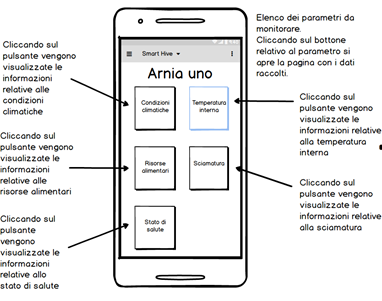 Elenco dei parametri da
monitorare.
Cliccando sul bottone
relativo al parametro si
apre la pagina con i dati
raccolti.
Smart Hive
Arnia uno
Cliccando sul
pulsante vengono
visualizzate le
informazioni
relative alle
condizioni
climatiche
Condizioni
climatiche
Temperatura
interna
Cliccando sul
pulsante vengono
visualizzate le
informazioni relative
alla temperatura
interna
Cliccando sul
pulsante vengono
visualizzate le
informazioni
relative alle
risorse alimentari
Risorse
alimentari
Sciamatura
Cliccando sul
pulsante vengono
visualizzate le
informazioni relative
alla sciamatura
Cliccando sul
pulsante
vengono
visualizzate le
informazioni
relative allo
stato di salute
Stato di
salute